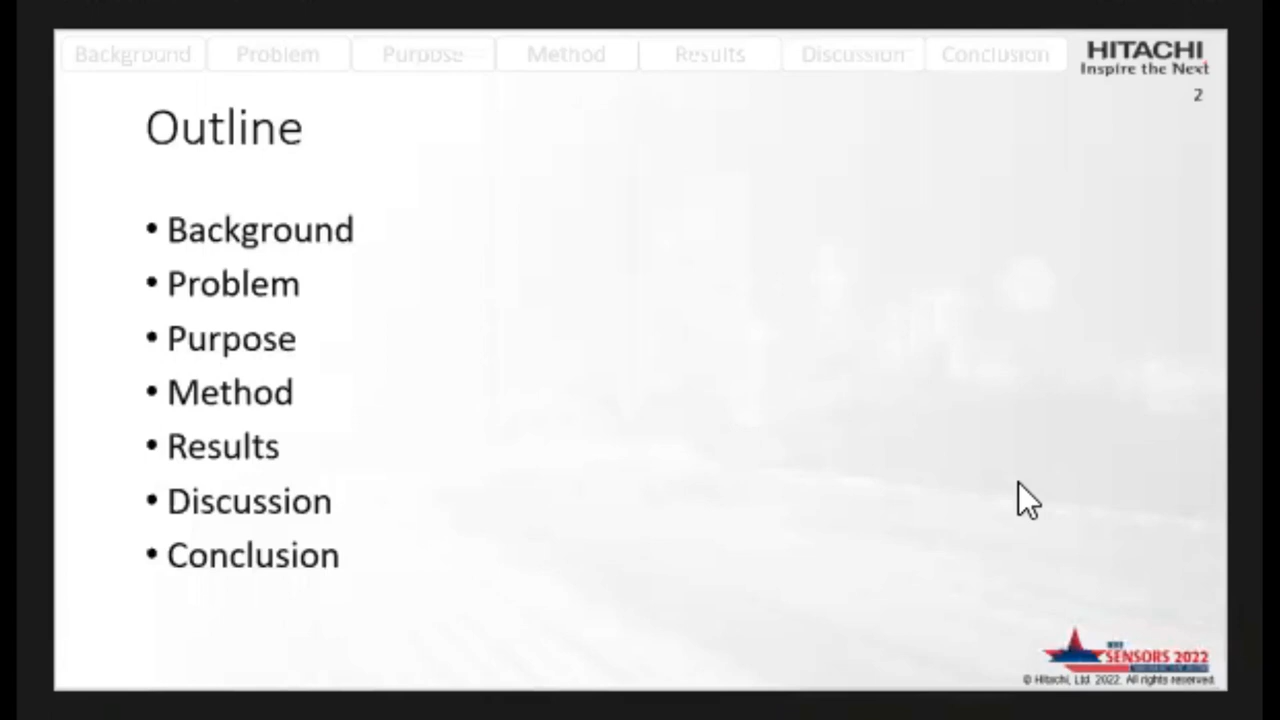 Background Problem Purpose Method Results Discussion Conclusion
HITACHI
Inspire the Next
2
Outline
• Background
• Problem
• Purpose
• Method
• Results
• Discussion
• Conclusion
SENSORS 2022
© Hitachi, Ltd. 2022. All rights reserved.